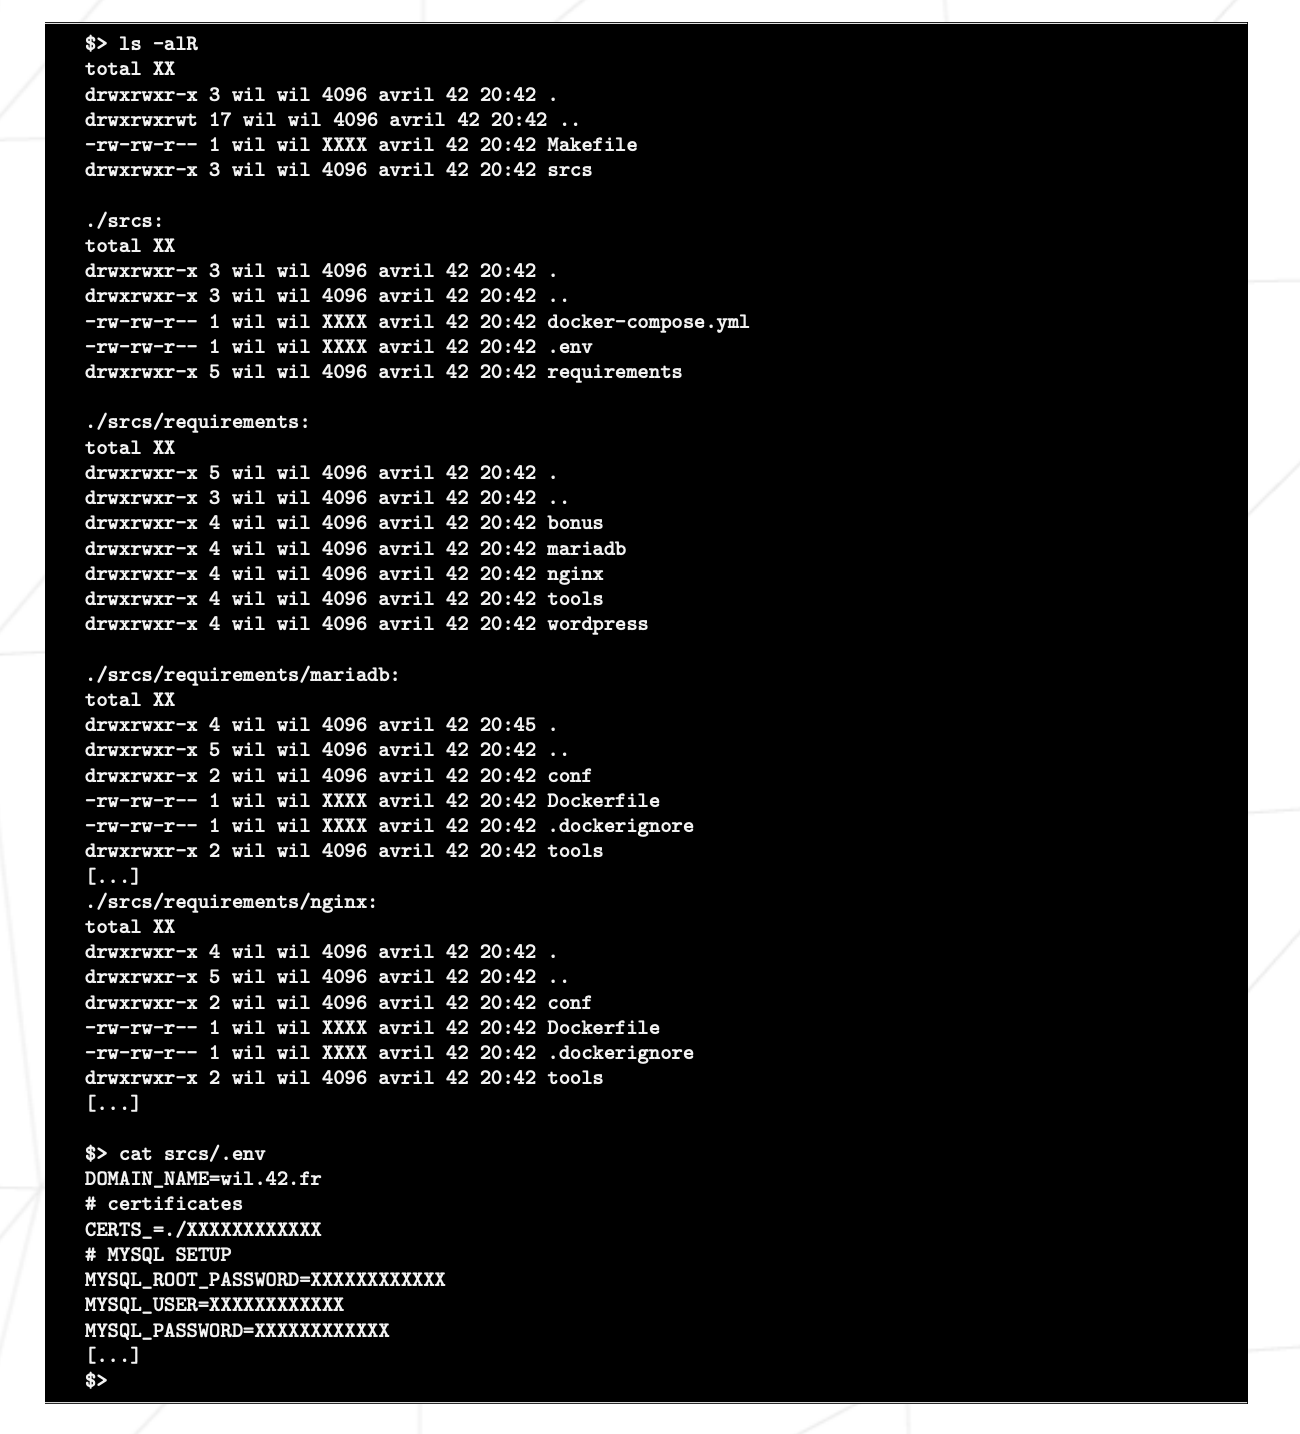 $> ls -alR
total XX
drwxrwxr-x 3 wil wil 4096 avril 42 20:42 .
drwxrwxrwt 17 wil wil 4096 avril 42 20:42 ..
-rw-rw-r-- 1 wil wil XXXX avril 42 20:42 Makefile
drwxrwxr-x 3 wil wil 4096 avril 42 20:42 srcs
./srcs:
total XX
drwxrwxr-x 3 wil wil 4096 avril 42 20:42 .
drwxrwxr-x 3 wil wil 4096 avril 42 20:42 ..
-rw-rw-r-- 1 wil wil XXXX avril 42 20:42 docker-compose.yml
-rw-rw-r-- 1 wil wil XXXX avril 42 20:42 .env
drwxrwxr-x 5 wil wil 4096 avril 42 20:42 requirements
./srcs/requirements:
total XX
drwxrwxr-x 5 wil wil 4096 avril 42 20:42 .
drwxrwxr-x 3 wil wil 4096 avril 42 20:42 ..
drwxrwxr-x 4 wil wil 4096 avril 42 20:42 bonus
drwxrwxr-x 4 wil wil 4096 avril 42 20:42 mariadb
drwxrwxr-x 4 wil wil 4096 avril 42 20:42 nginx
drwxrwxr-x 4 wil wil 4096 avril 42 20:42 tools
drwxrwxr-x 4 wil wil 4096 avril 42 20:42 wordpress
./srcs/requirements/mariadb:
total XX
drwxrwxr-x 4 wil wil 4096 avril 42 20:45 .
drwxrwxr-x 5 wil wil 4096 avril 42 20:42 ..
drwxrwxr-x 2 wil wil 4096 avril 42 20:42 conf
-rw-rw-r-- 1 wil wil XXXX avril 42 20:42 Dockerfile
-rw-rw-r-- 1 wil wil XXXX avril 42 20:42 .dockerignore
drwxrwxr-x 2 wil wil 4096 avril 42 20:42 tools
[...]
./srcs/requirements/nginx:
total XX
drwxrwxr-x 4 wil wil 4096 avril 42 20:42 .
drwxrwxr-x 5 wil wil 4096 avril 42 20:42 ..
drwxrwxr-x 2 wil wil 4096 avril 42 20:42 conf
-rw-rw-r-- 1 wil wil XXXX avril 42 20:42 Dockerfile
-rw-rw-r-- 1 wil wil XXXX avril 42 20:42 .dockerignore
drwxrwxr-x 2 wil wil 4096 avril 42 20:42 tools
[...]
$> cat srcs/.env
DOMAIN_NAME=wil.42.fr
# certificates
CERTS_=./XXXXXXXXXXXX
# MYSQL SETUP
MYSQL_ROOT_PASSWORD=XXXXXXXXXXXX
MYSQL_USER=XXXXXXXXXXXX
MYSQL_PASSWORD=XXXXXXXXXXXX
[...]
$>